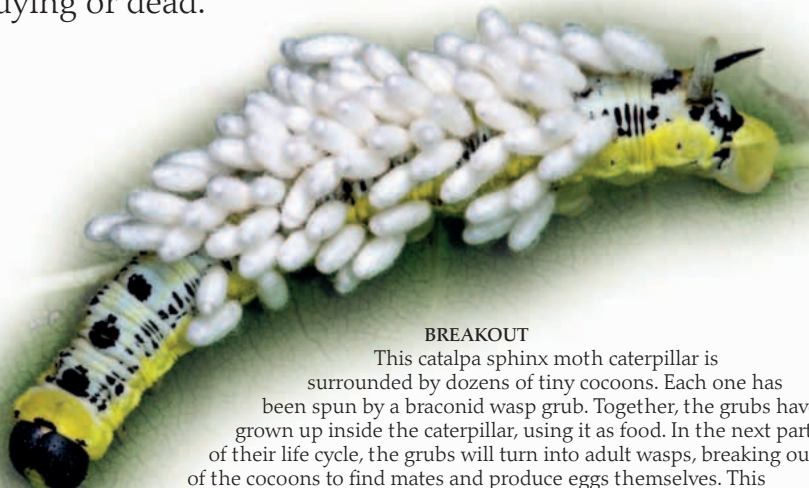 dying or dead.
BREAKOUT
This catalpa sphinx moth caterpillar is
surrounded by dozens of tiny cocoons. Each one has
been spun by a braconid wasp grub. Together, the grubs hav
grown up inside the caterpillar, using it as food. In the next part
of their life cycle, the grubs will turn into adult wasps, breaking ou
of the cocoons to find mates and produce eggs themselves. This